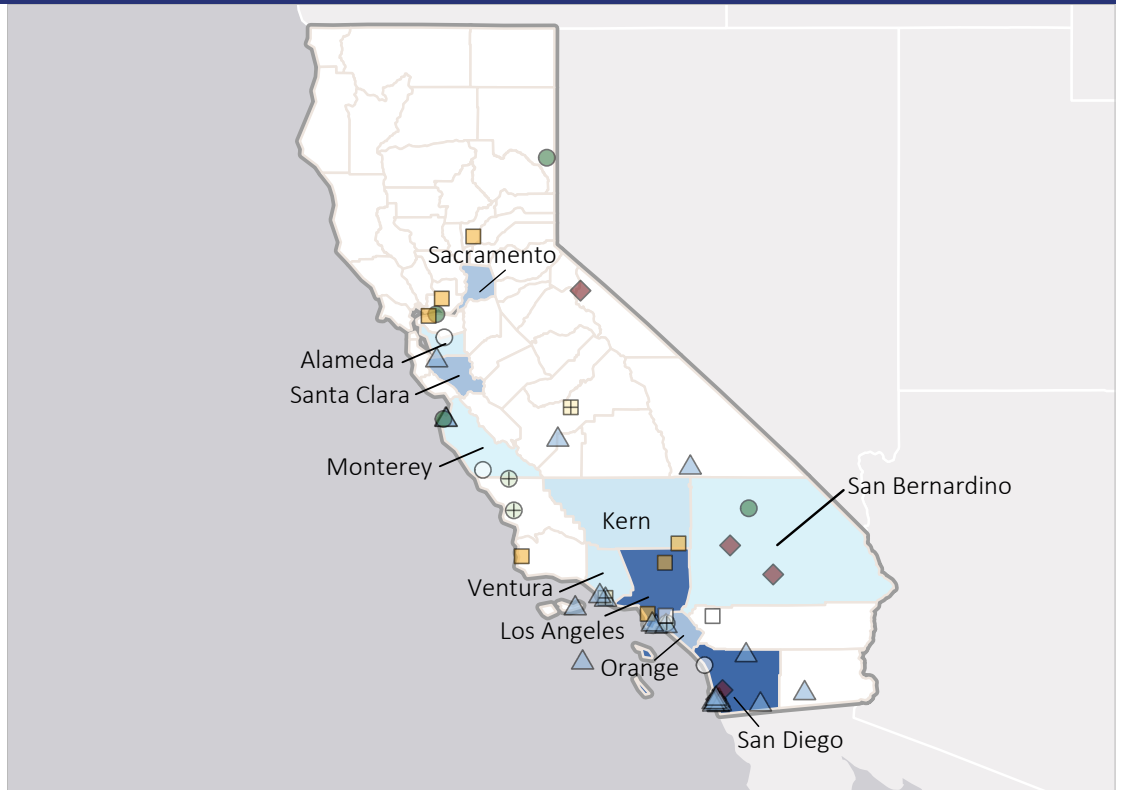 Sacramento
Alameda
Santa Clara
Monterey
San Bernardino
Kern
Ventura
Los Angeles
Orange
San Diego